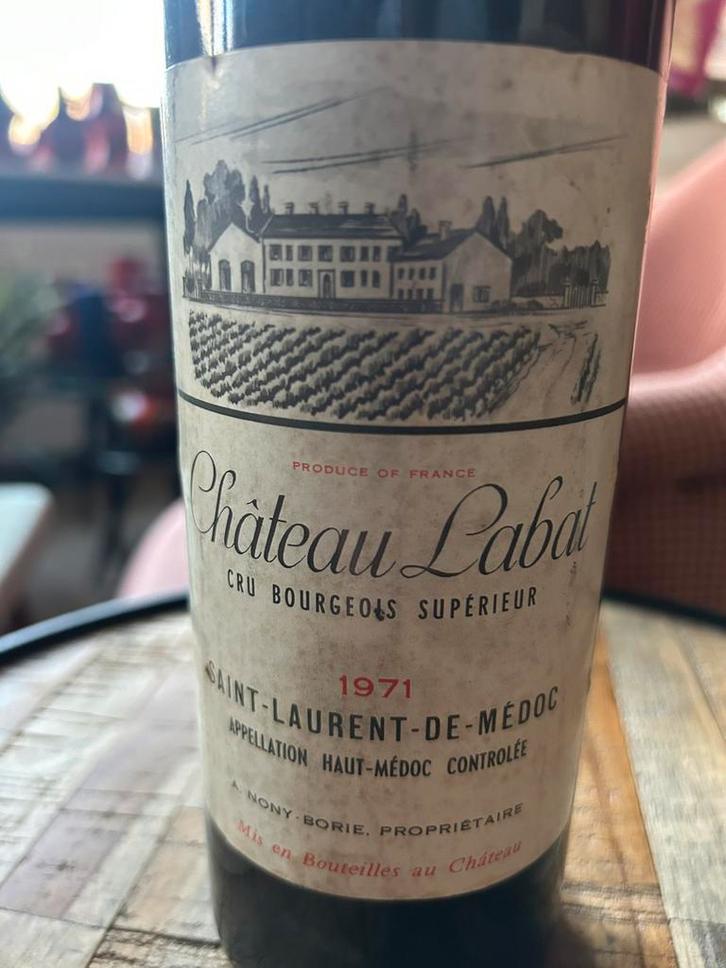 PRODUCE OF FRANCE
Château Labat
CRU BOURGEOIS SUPÉRIEUR
1971
SAINT-LAURENT-DE-MÉDOC
APPELLATION HAUT-MÉDOC CONTROLÉE
A. NONY-BORIE, PROPRIÉTAIRE
Mis en Bouteilles au Château